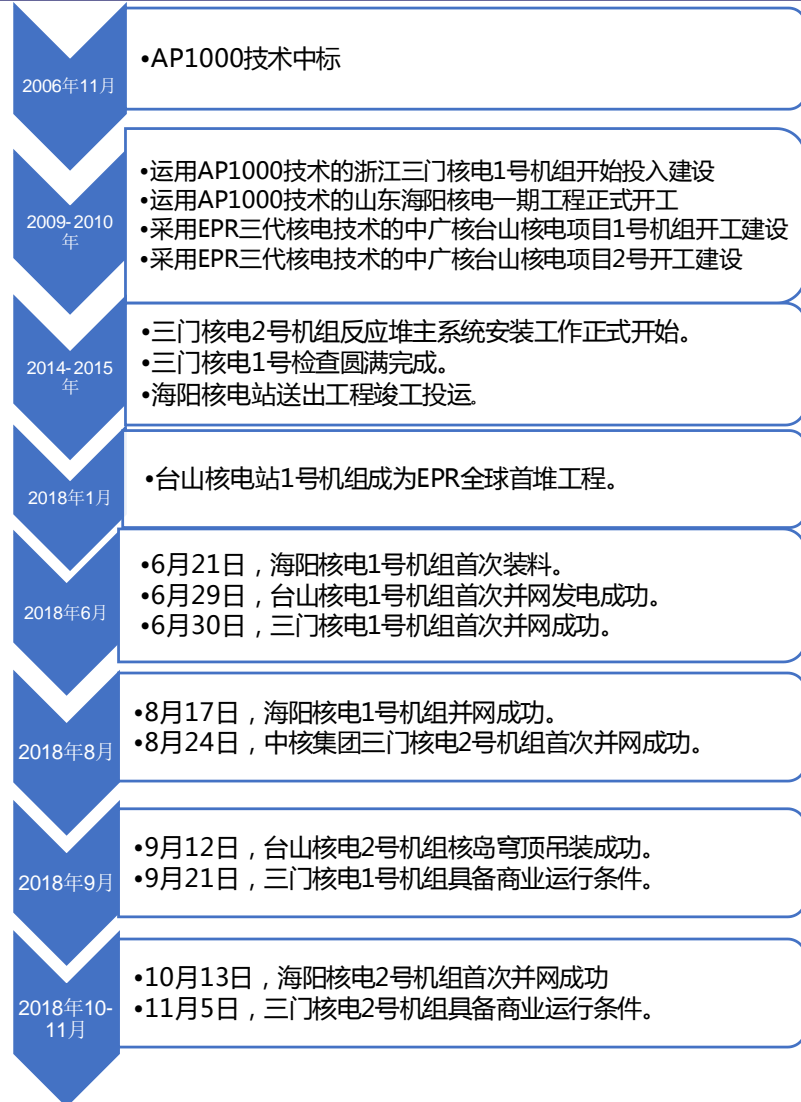 2006年11月
•AP1000技术中标
2009-2010
年
•运用AP1000技术的浙江三门核电1号机组开始投入建设
•运用AP1000技术的山东海阳核电一期工程正式开工
•采用EPR三代核电技术的中广核台山核电项目1号机组开工建设
•采用EPR三代核电技术的中广核台山核电项目2号开工建设
2014-2015
年
•三门核电2号机组反应堆主系统安装工作正式开始。
•三门核电1号检查圆满完成。
•海阳核电站送出工程竣工投运。
2018年1月
•台山核电站1号机组成为EPR全球首堆工程。
2018年6月
•6月21日，海阳核电1号机组首次装料。
•6月29日，台山核电1号机组首次并网发电成功。
•6月30日，三门核电1号机组首次并网成功。
2018年8月
•8月17日，海阳核电1号机组并网成功。
•8月24日，中核集团三门核电2号机组首次并网成功。
2018年9月
•9月12日，台山核电2号机组核岛穹顶吊装成功。
•9月21日，三门核电1号机组具备商业运行条件。
2018年10-
11月
•10月13日，海阳核电2号机组首次并网成功
•11月5日，三门核电2号机组具备商业运行条件。